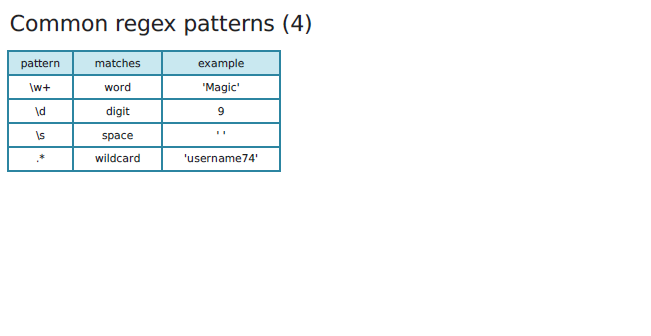 Common regex patterns (4)
pattern matches example
\w+ word 'Magic'
\d digit 9
\s space ' '
.* wildcard 'username74'